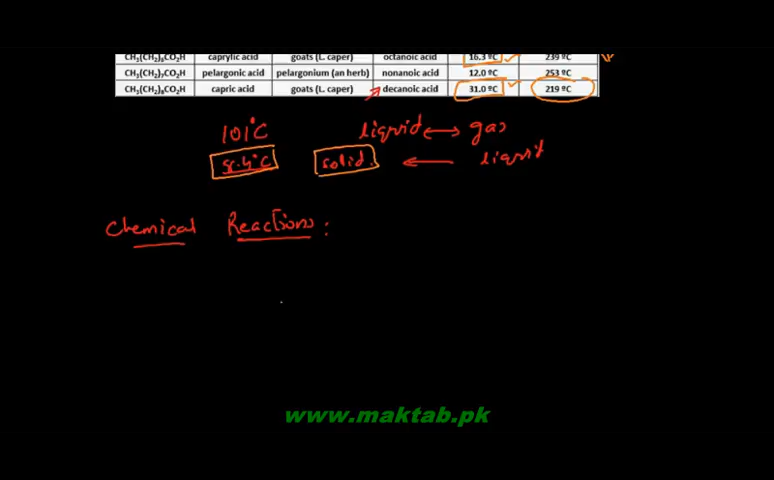 CH₃(CH₂)₆CO₂H caprylic acid goats (L. caper) octanoic acid 16.3 ºC 239 ºC
CH₃(CH₂)₇CO₂H pelargonic acid pelargonium (an herb) nonanoic acid 12.0 ºC 253 ºC
CH₃(CH₂)₈CO₂H capric acid goats (L. caper) decanoic acid 31.0 ºC 219 ºC
101°C liquid ↔ gas
8.4°C solid. ← liquid
Chemical Reactions:
www.maktab.pk